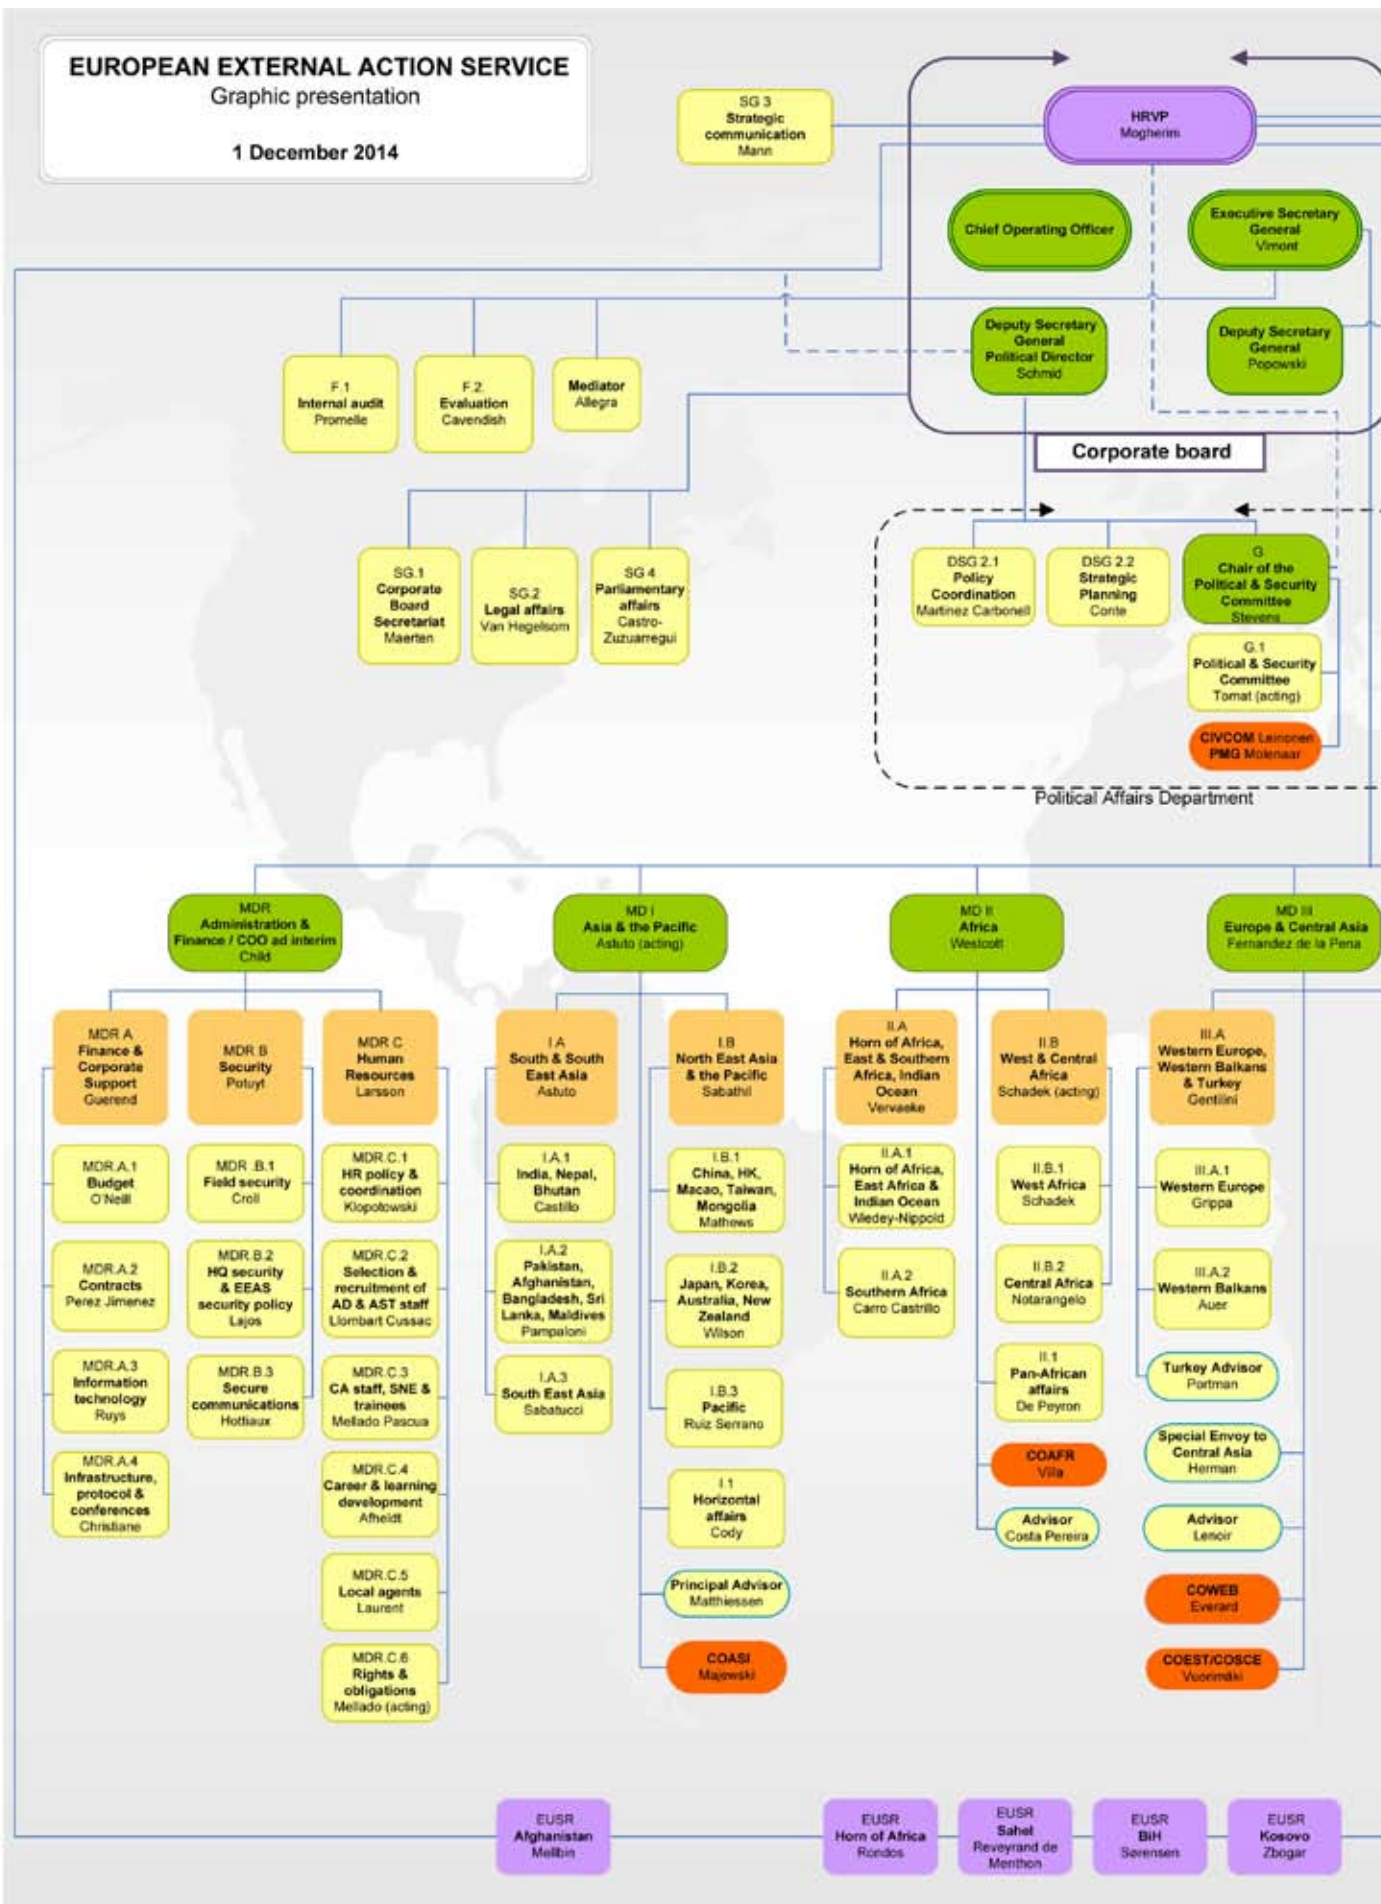 EUROPEAN EXTERNAL ACTION SERVICE
Graphic presentation
1 December 2014
SG 3
Strategic
communication
Mann
HRVP
Mogherini
Chief Operating Officer
Executive Secretary
General
Vimont
Deputy Secretary
General
Political Director
Schmid
Deputy Secretary
General
Popowski
F.1
Internal audit
Promelle
F.2
Evaluation
Cavendish
Mediator
Allegra
Corporate board
SG.1
Corporate
Board
Secretariat
Maerten
SG.2
Legal affairs
Van Hegelsom
SG 4
Parliamentary
affairs
Castro-
Zuzuarregui
DSG 2.1
Policy
Coordination
Martinez Carbonell
DSG 2.2
Strategic
Planning
Conte
G
Chair of the
Political & Security
Committee
Stevens
G.1
Political & Security
Committee
Tomat (acting)
CIVCOM Leinonen
PMG Molenaar
Political Affairs Department
MDR
Administration &
Finance / COO ad interim
Child
MD I
Asia & the Pacific
Astuto (acting)
MD II
Africa
Westcott
MD III
Europe & Central Asia
Fernandez de la Pena
MDR A
Finance &
Corporate
Support
Guerend
MDR B
Security
Potuyt
MDR C
Human
Resources
Larsson
I.A
South & South
East Asia
Astuto
I.B
North East Asia
& the Pacific
Sabathil
II.A
Horn of Africa,
East & Southern
Africa, Indian
Ocean
Vervaeke
II.B
West & Central
Africa
Schadek (acting)
III.A
Western Europe,
Western Balkans
& Turkey
Gentilini
MDR.A.1
Budget
O'Neill
MDR .B.1
Field security
Croll
MDR.C.1
HR policy &
coordination
Klopotowski
I.A.1
India, Nepal,
Bhutan
Castillo
I.B.1
China, HK,
Macao, Taiwan,
Mongolia
Mathews
II.A.1
Horn of Africa,
East Africa &
Indian Ocean
Wiedey-Nippold
II.B.1
West Africa
Schadek
III.A.1
Western Europe
Grippa
MDR.A.2
Contracts
Perez Jimenez
MDR.B.2
HQ security
& EEAS
security policy
Lajos
MDR.C.2
Selection &
recruitment of
AD & AST staff
Llombart Cussac
I.A.2
Pakistan,
Afghanistan,
Bangladesh, Sri
Lanka, Maldives
Pampaloni
I.B.2
Japan, Korea,
Australia, New
Zealand
Wilson
II.A.2
Southern Africa
Carro Castrillo
II.B.2
Central Africa
Notarangelo
III.A.2
Western Balkans
Auer
MDR.A.3
Information
technology
Ruys
MDR.B.3
Secure
communications
Hottiaux
MDR.C.3
CA staff, SNE &
trainees
Mellado Pascua
I.A.3
South East Asia
Sabatucci
I.B.3
Pacific
Ruiz Serrano
II.1
Pan-African
affairs
De Peyron
Turkey Advisor
Portman
MDR.A.4
Infrastructure,
protocol &
conferences
Christiane
MDR.C.4
Career & learning
development
Afheldt
I.1
Horizontal
affairs
Cody
COAFR
Villa
Special Envoy to
Central Asia
Herman
Advisor
Costa Pereira
Advisor
Lenoir
MDR.C.5
Local agents
Laurent
Principal Advisor
Matthiessen
COWEB
Everard
MDR.C.6
Rights &
obligations
Mellado (acting)
COASI
Majewski
COEST/COSCE
Vuorimäki
EUSR
Afghanistan
Mellbin
EUSR
Horn of Africa
Rondos
EUSR
Sahel
Reveyrand de
Menthon
EUSR
BiH
Sørensen
EUSR
Kosovo
Zbogar